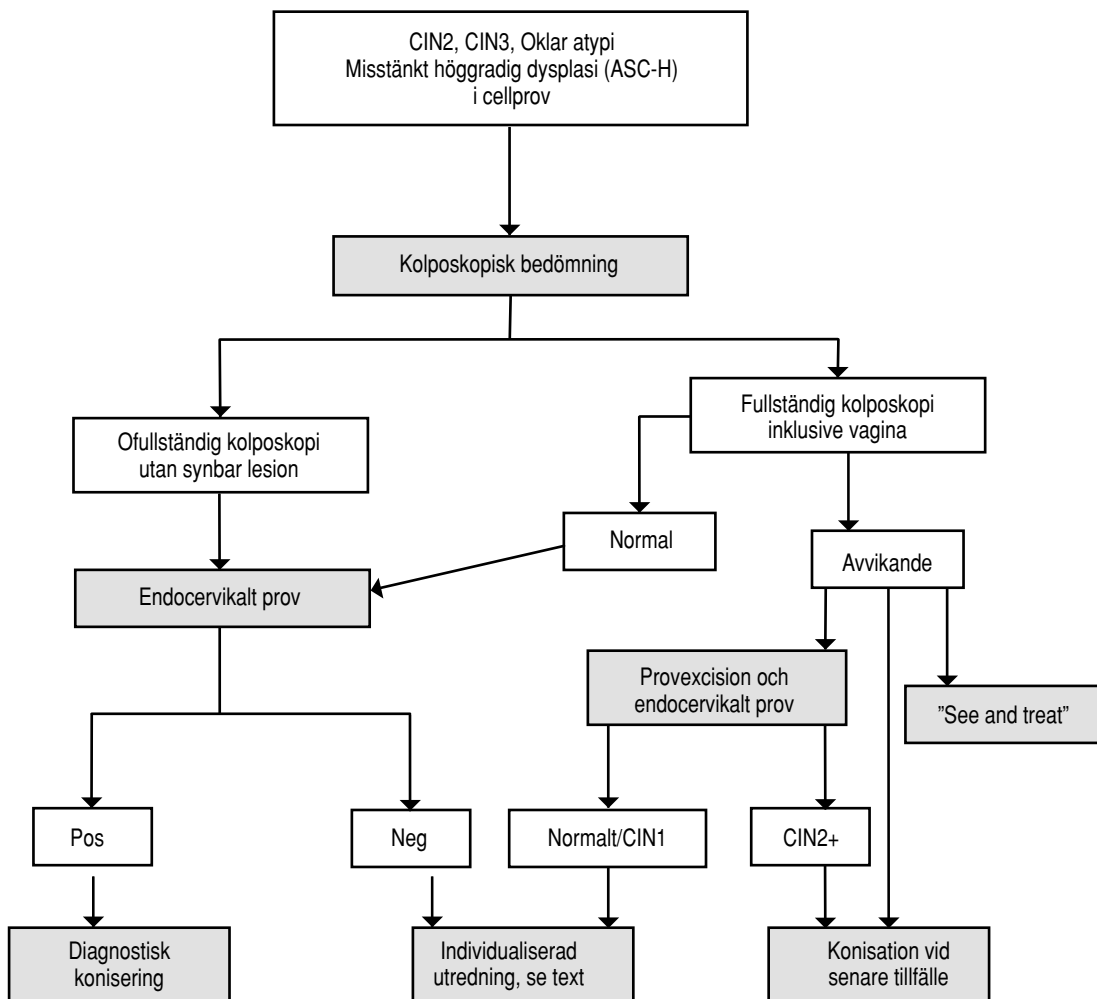 CIN2, CIN3, Oklar atypi
Misstänkt höggradig dysplasi (ASC-H)
i cellprov
Kolposkopisk bedömning
Ofullständig kolposkopi
utan synbar lesion
Fullständig kolposkopi
inklusive vagina
Normal
Avvikande
Endocervikalt prov
Provexcision och
endocervikalt prov
”See and treat”
Pos
Neg
Normalt/CIN1
CIN2+
Diagnostisk
konisering
Individualiserad
utredning, se text
Konisation vid
senare tillfälle